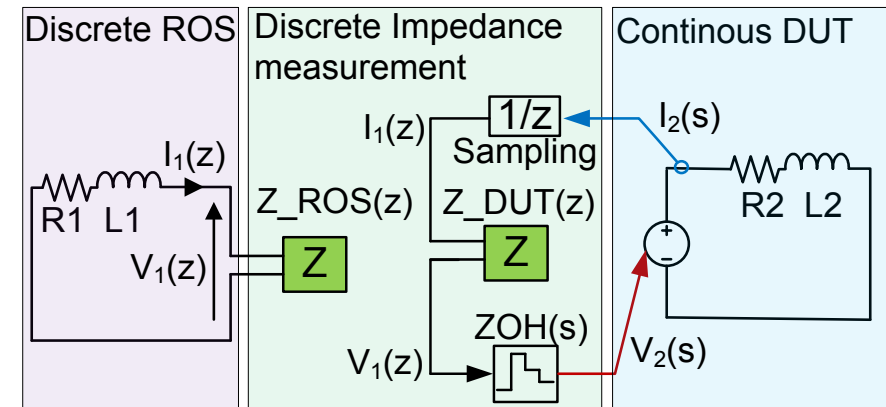 Discrete ROS
I₁(z)
R1 L1
V₁(z)
Discrete Impedance
measurement
I₁(z)
1/z
Sampling
Z_ROS(z)
Z
Z_DUT(z)
Z
ZOH(s)
V₁(z)
Continous DUT
I₂(s)
R2 L2
+
−
V₂(s)